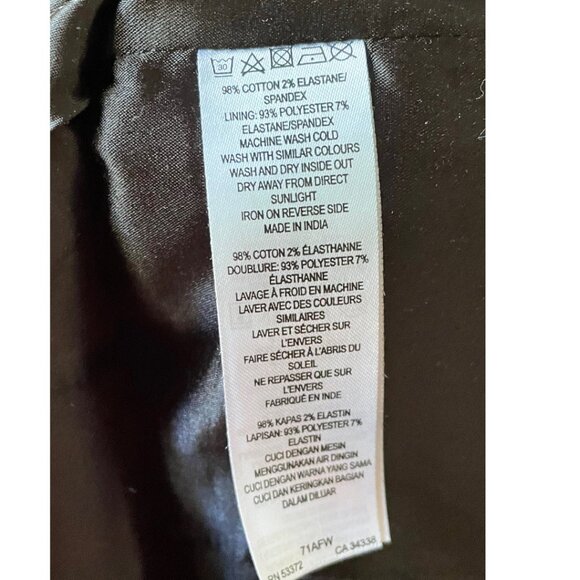 30
98% COTTON 2% ELASTANE/
SPANDEX
LINING: 93% POLYESTER 7%
ELASTANE/SPANDEX
MACHINE WASH COLD
WASH WITH SIMILAR COLOURS
WASH AND DRY INSIDE OUT
DRY AWAY FROM DIRECT
SUNLIGHT
IRON ON REVERSE SIDE
MADE IN INDIA
98% COTON 2% ÉLASTHANNE
DOUBLURE: 93% POLYESTER 7%
ÉLASTHANNE
LAVAGE À FROID EN MACHINE
LAVER AVEC DES COULEURS
SIMILAIRES
LAVER ET SÉCHER SUR
L'ENVERS
FAIRE SÉCHER À L'ABRIS DU
SOLEIL
NE REPASSER QUE SUR
L'ENVERS
FABRIQUÉ EN INDE
98% KAPAS 2% ELASTIN
LAPISAN: 93% POLYESTER 7%
ELASTIN
CUCI DENGAN MESIN
MENGGUNAKAN AIR DINGIN
CUCI DENGAN WARNA YANG SAMA
CUCI DAN KERINGKAN BAGIAN
DALAM DILUAR
71AFW
RN 53372 CA 34338